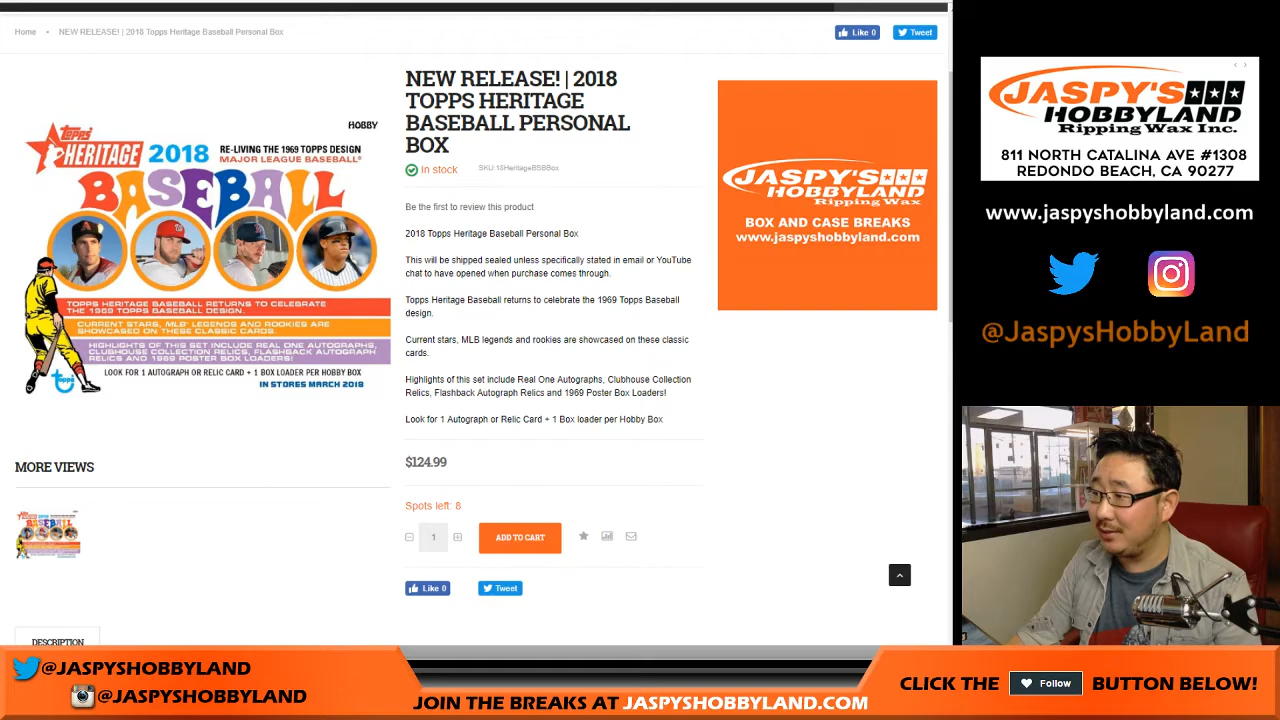 Home • NEW RELEASE! | 2018 Topps Heritage Baseball Personal Box
Like 0
Tweet
HOBBY
Topps HERITAGE 2018
RE-LIVING THE 1969 TOPPS DESIGN
MAJOR LEAGUE BASEBALL®
BASEBALL
TOPPS HERITAGE BASEBALL RETURNS TO CELEBRATE
THE 1969 TOPPS BASEBALL DESIGN.
CURRENT STARS, MLB® LEGENDS AND ROOKIES ARE
SHOWCASED ON THESE CLASSIC CARDS.
HIGHLIGHTS OF THIS SET INCLUDE REAL ONE AUTOGRAPHS,
CLUBHOUSE COLLECTION RELICS, FLASHBACK AUTOGRAPH
RELICS AND 1969 POSTER BOX LOADERS!
LOOK FOR 1 AUTOGRAPH OR RELIC CARD + 1 BOX LOADER PER HOBBY BOX
IN STORES MARCH 2018
Topps
MORE VIEWS
BASEBALL
DESCRIPTION
NEW RELEASE! | 2018
TOPPS HERITAGE
BASEBALL PERSONAL
BOX
In stock
SKU:18HeritageBSBBox
Be the first to review this product
2018 Topps Heritage Baseball Personal Box
This will be shipped sealed unless specifically stated in email or YouTube
chat to have opened when purchase comes through.
Topps Heritage Baseball returns to celebrate the 1969 Topps Baseball
design.
Current stars, MLB legends and rookies are showcased on these classic
cards.
Highlights of this set include Real One Autographs, Clubhouse Collection
Relics, Flashback Autograph Relics and 1969 Poster Box Loaders!
Look for 1 Autograph or Relic Card + 1 Box loader per Hobby Box
$124.99
Spots left: 8
1
ADD TO CART
Like 0
Tweet
JASPY'S
HOBBYLAND
Ripping Wax
BOX AND CASE BREAKS
www.jaspyshobbyland.com
JASPY'S
HOBBYLAND
Ripping Wax Inc.
811 NORTH CATALINA AVE #1308
REDONDO BEACH, CA 90277
www.jaspyshobbyland.com
@JaspysHobbyLand
@JASPYSHOBBYLAND
@JASPYSHOBBYLAND
JOIN THE BREAKS AT JASPYSHOBBYLAND.COM
CLICK THE Follow BUTTON BELOW!